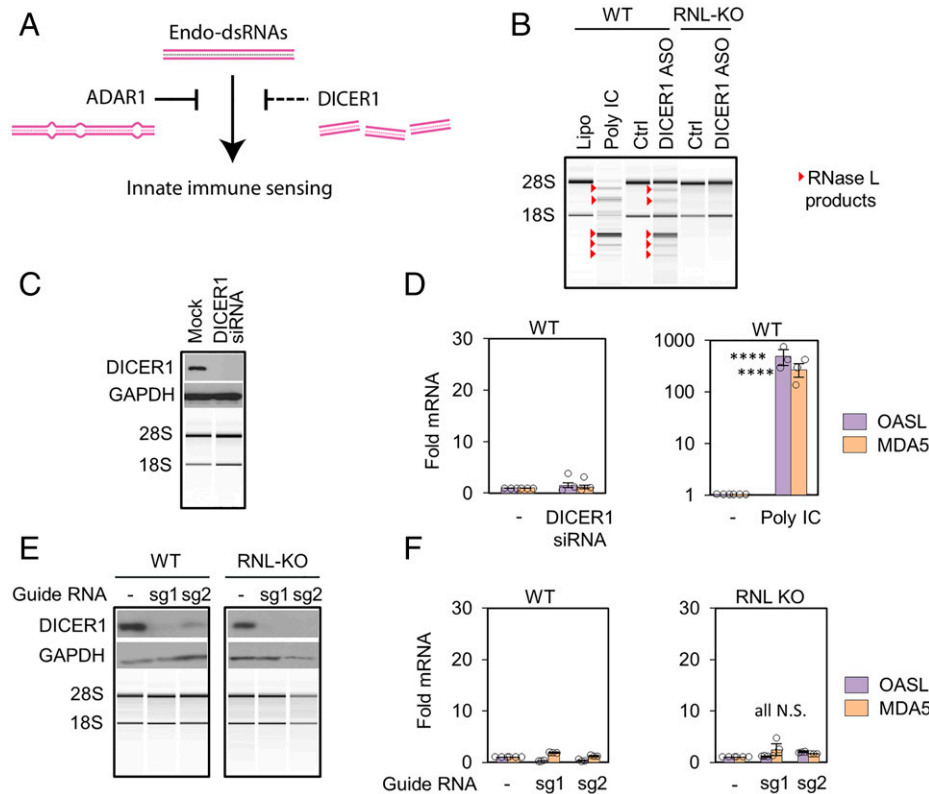 A
Endo-dsRNAs
ADAR1
DICER1
Innate immune sensing
B
WT RNL-KO
Lipo
Poly IC
Ctrl
DICER1 ASO
Ctrl
DICER1 ASO
28S
18S
RNase L
products
C
Mock
DICER1
siRNA
DICER1
GAPDH
28S
18S
D
WT
Fold mRNA
30
20
10
0
-
DICER1
siRNA
WT
1000
100
10
1
****
****
-
Poly IC
OASL
MDA5
E
WT RNL-KO
Guide RNA - sg1 sg2 - sg1 sg2
DICER1
GAPDH
28S
18S
F
WT
Fold mRNA
30
20
10
0
Guide RNA - sg1 sg2
RNL KO
30
20
10
0
all N.S.
- sg1 sg2
OASL
MDA5